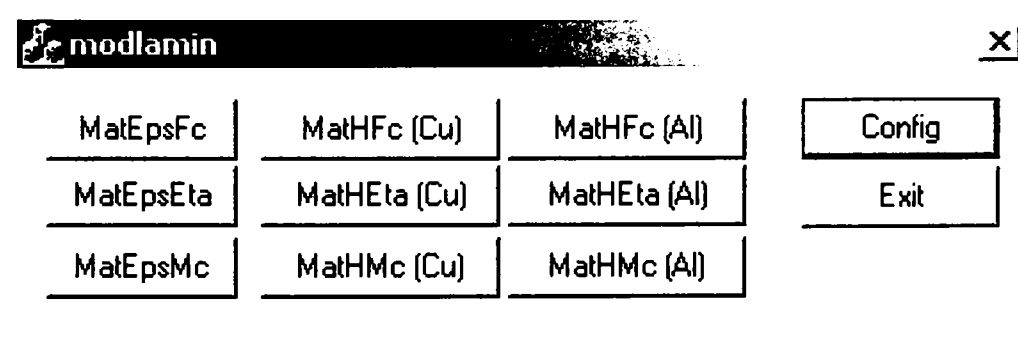 modlamin
MatEpsFc MatHFc (Cu) MatHFc (Al) Config
MatEpsEta MatHEta (Cu) MatHEta (Al) Exit
MatEpsMc MatHMc (Cu) MatHMc (Al)